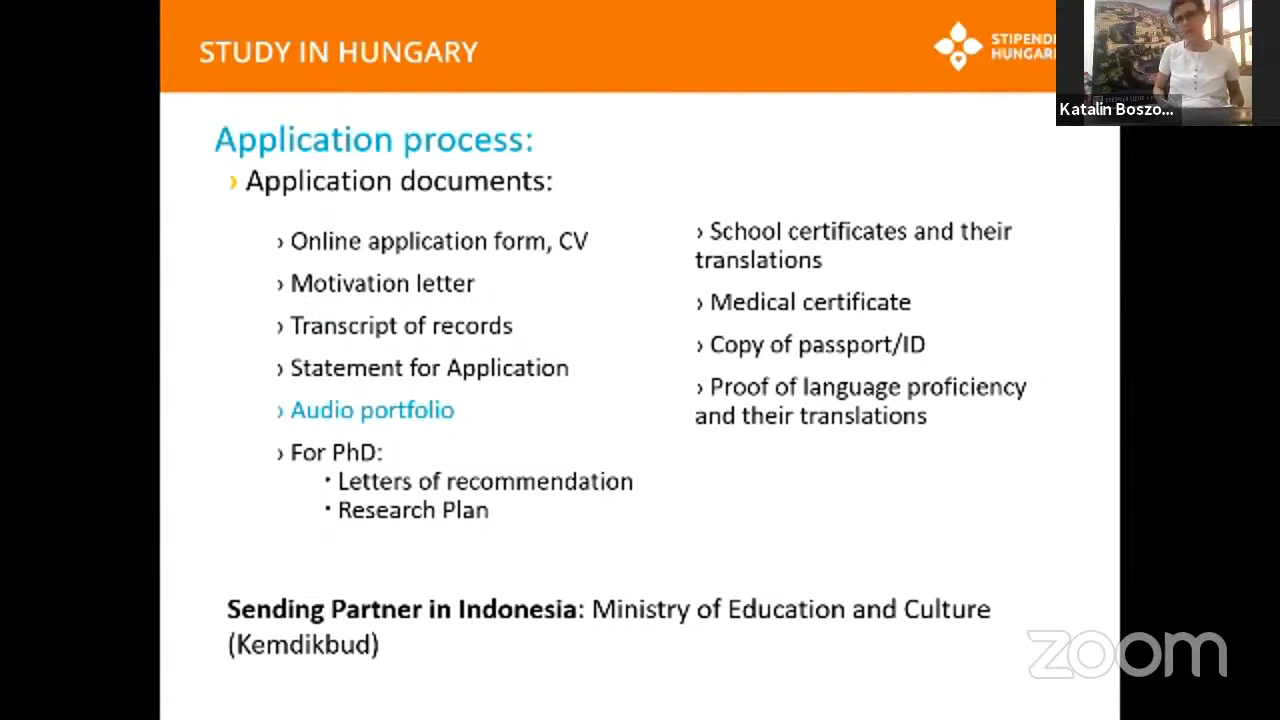 STUDY IN HUNGARY
STIPENDI
HUNGARI
Katalin Boszo...
Application process:
› Application documents:
› Online application form, CV
› Motivation letter
› Transcript of records
› Statement for Application
› Audio portfolio
› For PhD:
· Letters of recommendation
· Research Plan
› School certificates and their
translations
› Medical certificate
› Copy of passport/ID
› Proof of language proficiency
and their translations
Sending Partner in Indonesia: Ministry of Education and Culture
(Kemdikbud)
zoom